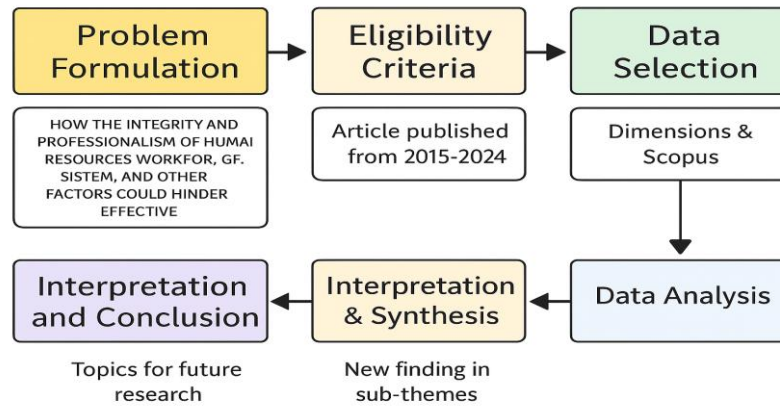 Problem
Formulation
Eligibility
Criteria
Data
Selection
HOW THE INTEGRITY AND
PROFESSIONALISM OF HUMAI
RESOURCES WORKFOR, GF.
SISTEM, AND OTHER
FACTORS COULD HINDER
EFFECTIVE
Article published
from 2015-2024
Dimensions &
Scopus
Interpretation
and Conclusion
Interpretation
& Synthesis
Data Analysis
Topics for future
research
New finding in
sub-themes